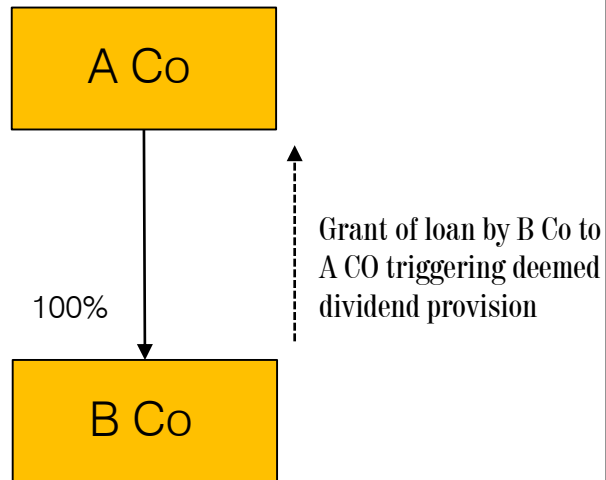 A Co
Grant of loan by B Co to
A CO triggering deemed
dividend provision
100%
B Co